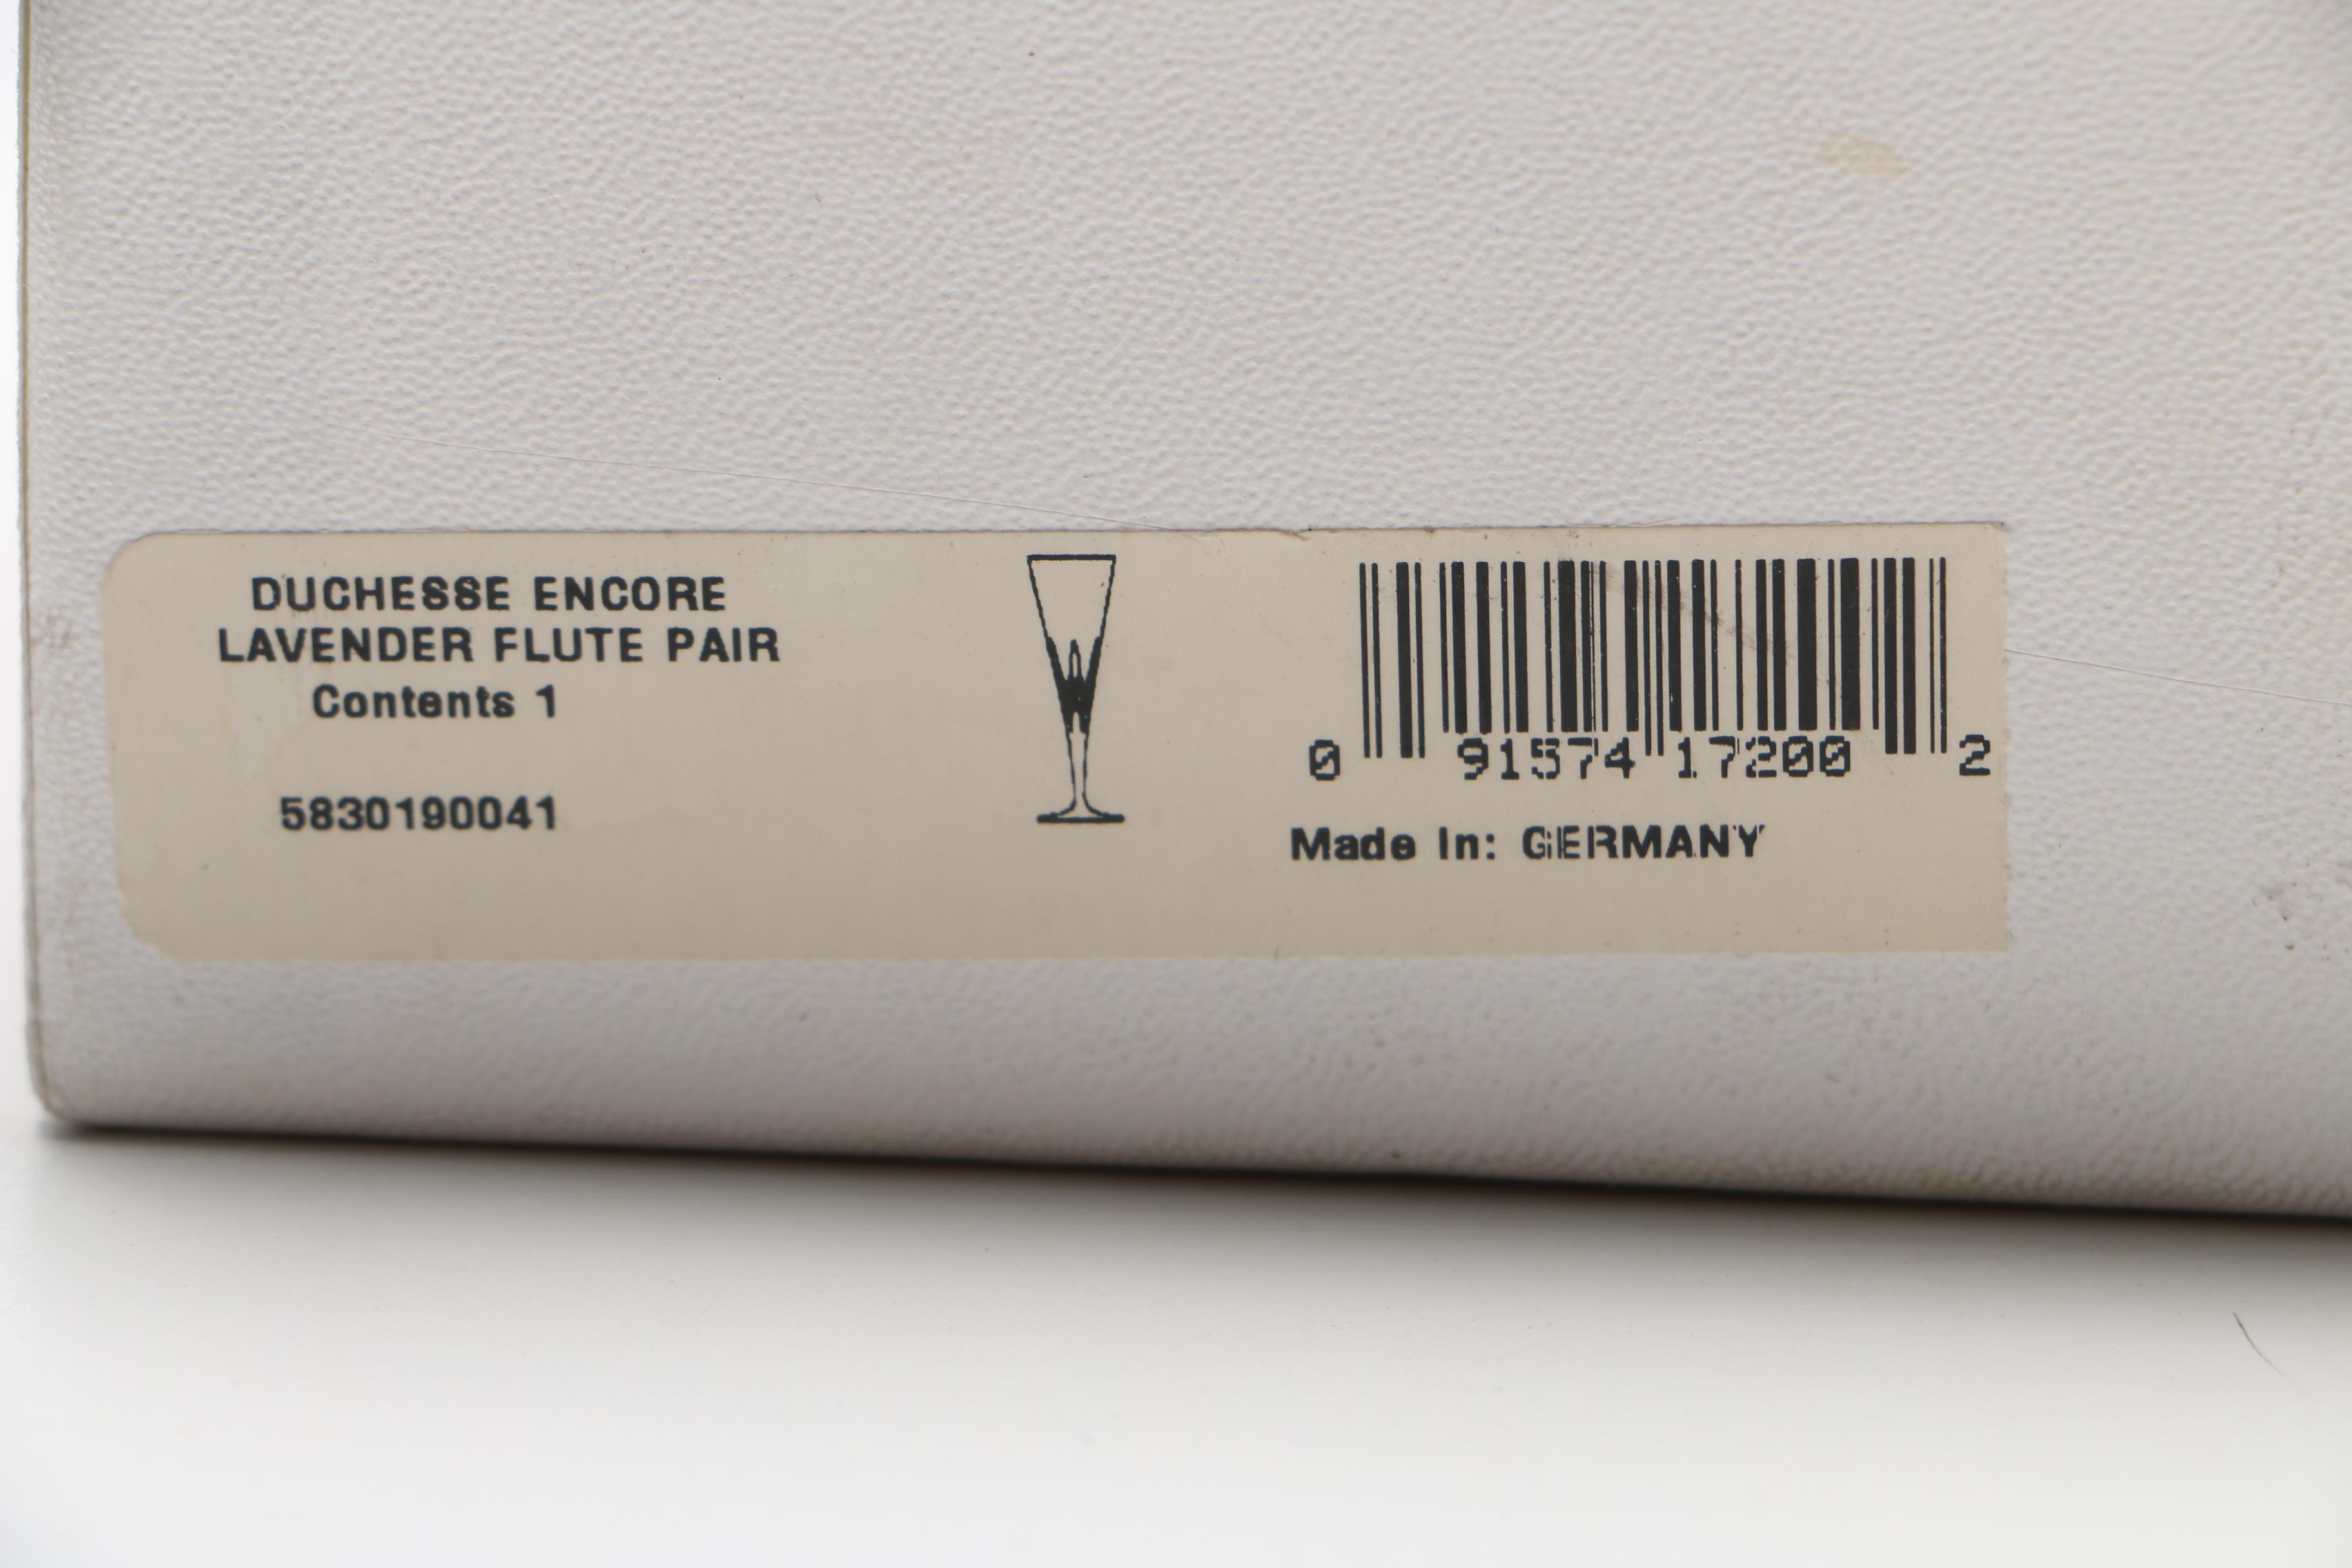 DUCHESSE ENCORE
LAVENDER FLUTE PAIR
Contents 1
5830190041
0 91574 17200 2
Made In: GERMANY